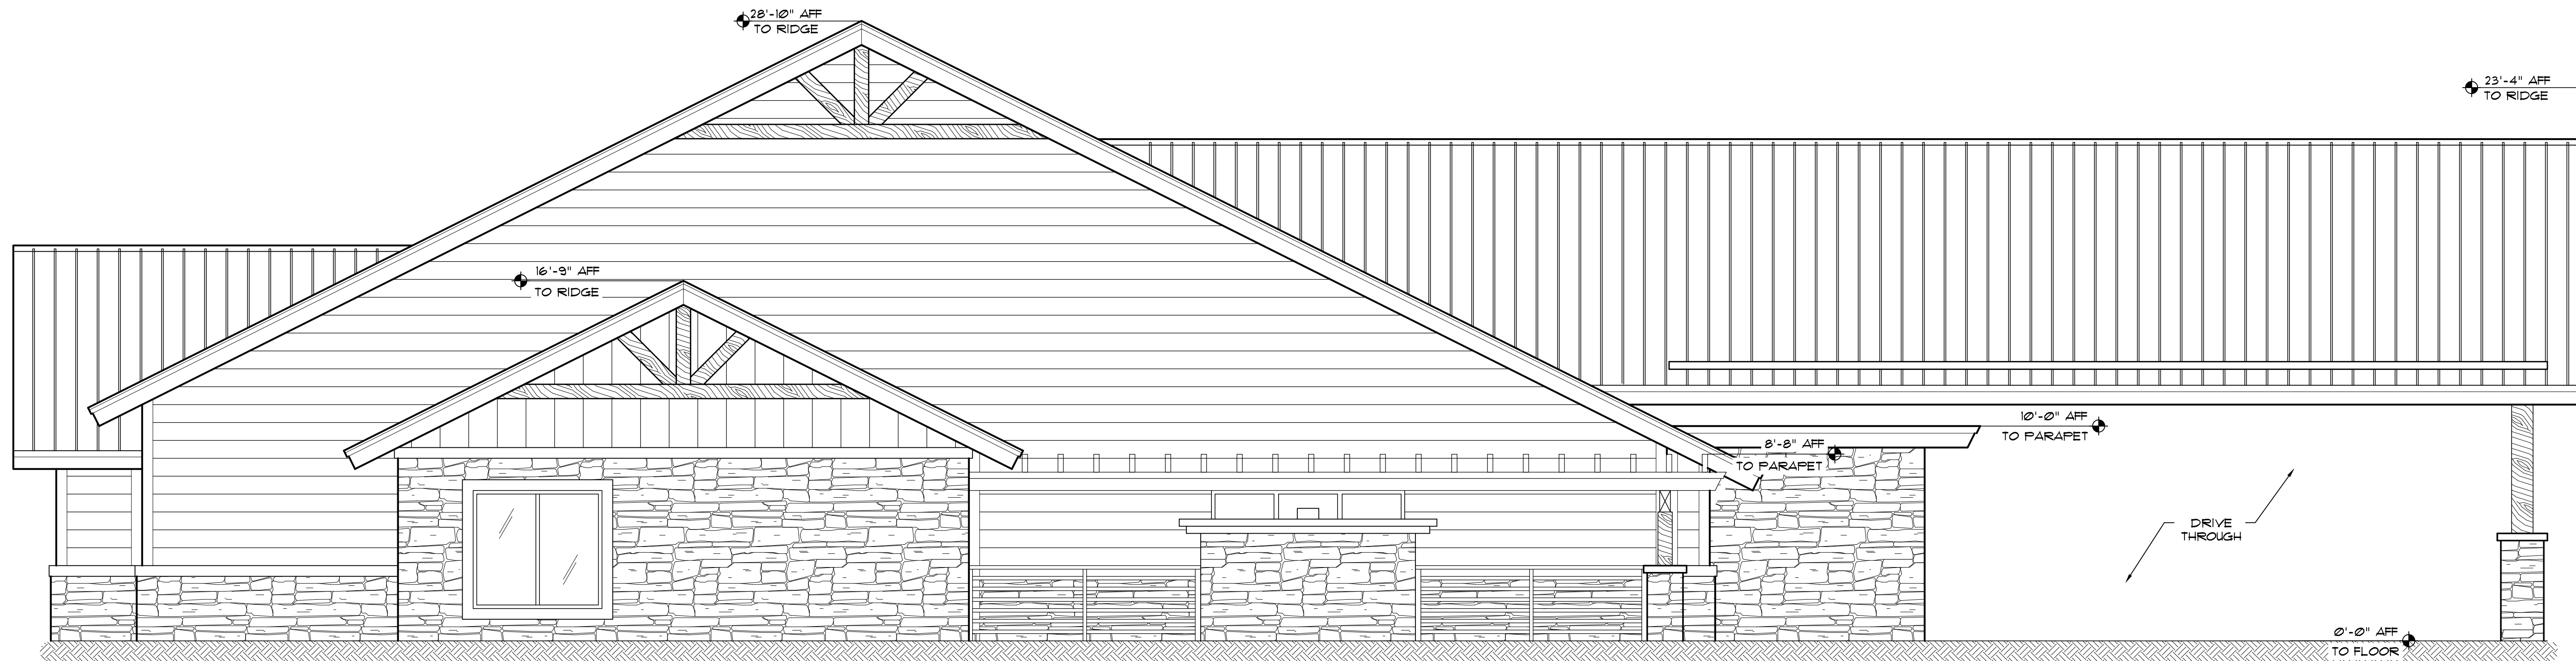 28'-10" AFF
TO RIDGE
23'-4" AFF
TO RIDGE
16'-9" AFF
TO RIDGE
10'-0" AFF
TO PARAPET
8'-8" AFF
TO PARAPET
DRIVE
THROUGH
0'-0" AFF
TO FLOOR